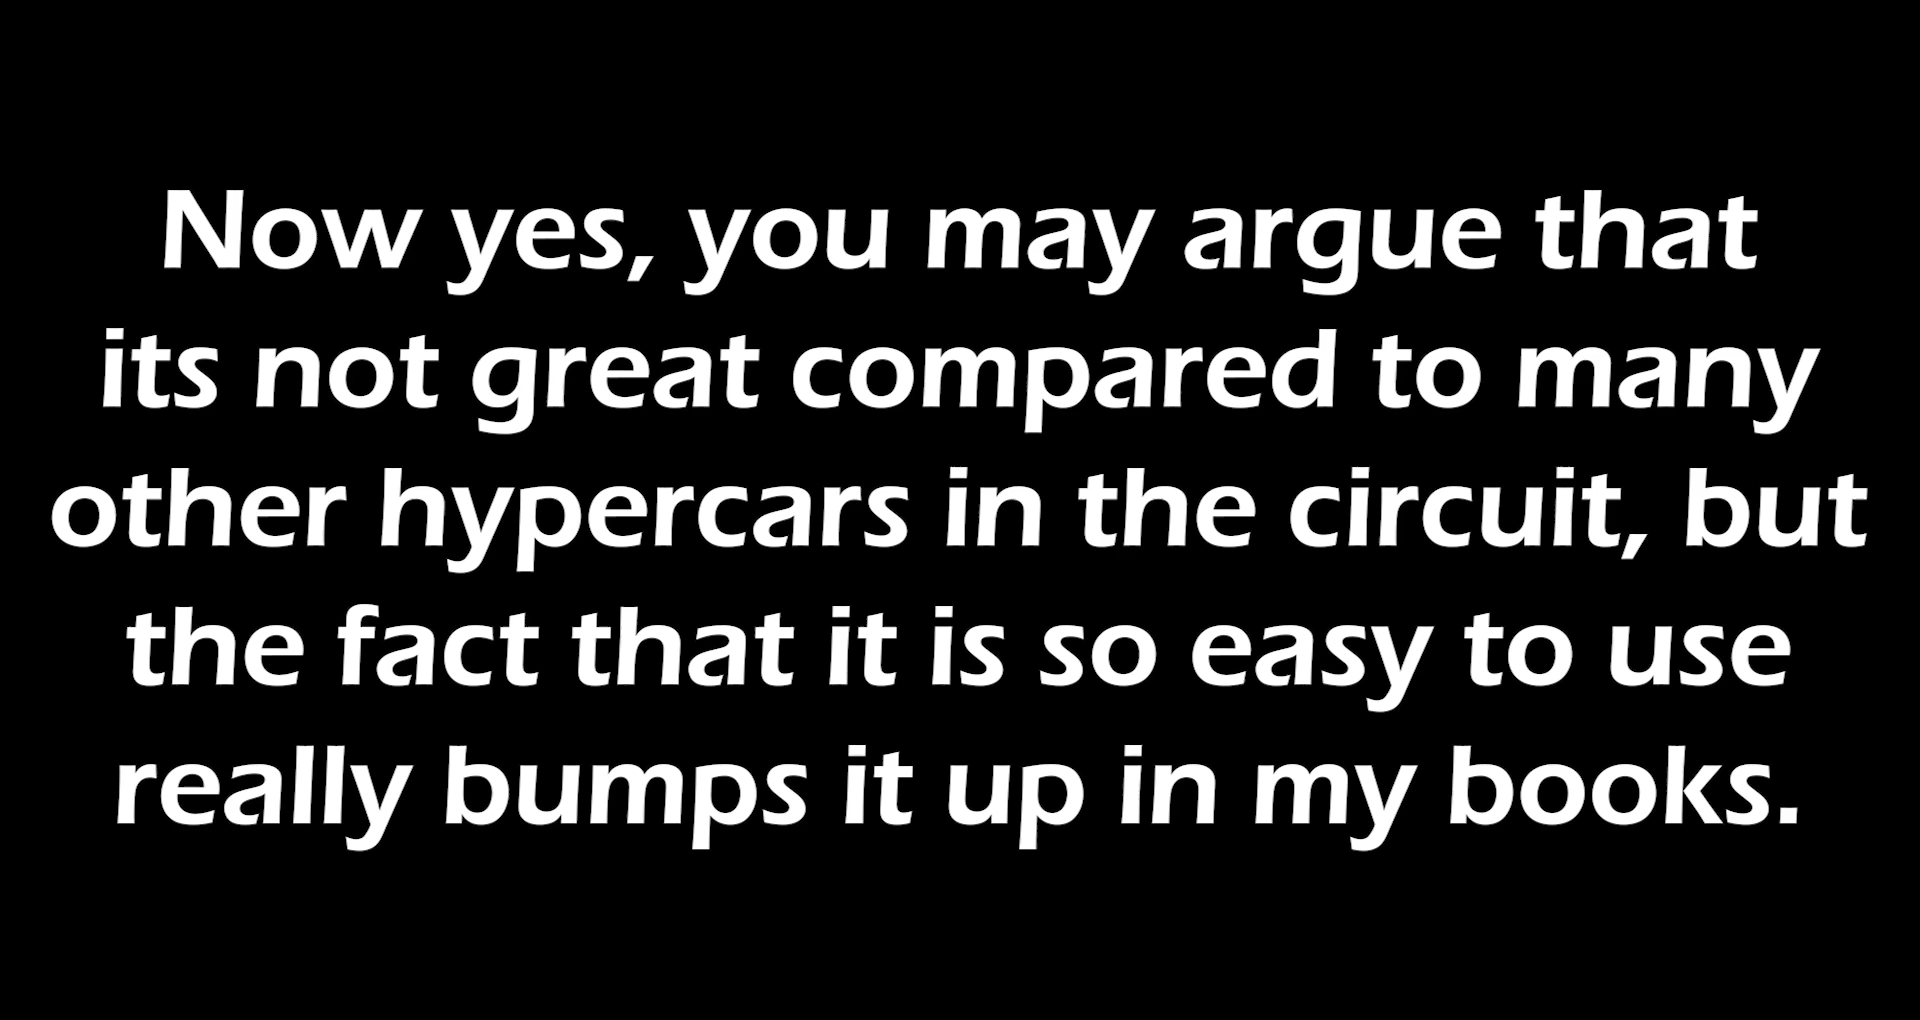 Now yes, you may argue that
its not great compared to many
other hypercars in the circuit, but
the fact that it is so easy to use
really bumps it up in my books.